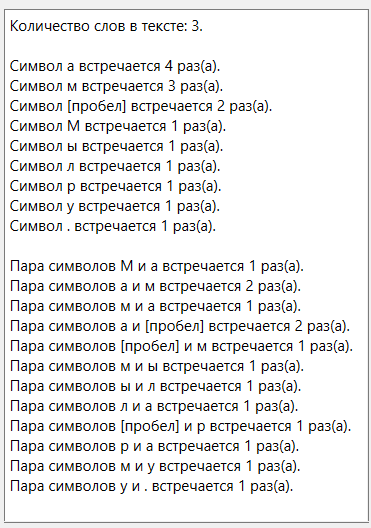 Количество слов в тексте: 3.
Символ а встречается 4 раз(а).
Символ м встречается 3 раз(а).
Символ [пробел] встречается 2 раз(а).
Символ М встречается 1 раз(а).
Символ ы встречается 1 раз(а).
Символ л встречается 1 раз(а).
Символ р встречается 1 раз(а).
Символ у встречается 1 раз(а).
Символ . встречается 1 раз(а).
Пара символов М и а встречается 1 раз(а).
Пара символов а и м встречается 2 раз(а).
Пара символов м и а встречается 1 раз(а).
Пара символов а и [пробел] встречается 2 раз(а).
Пара символов [пробел] и м встречается 1 раз(а).
Пара символов м и ы встречается 1 раз(а).
Пара символов ы и л встречается 1 раз(а).
Пара символов л и а встречается 1 раз(а).
Пара символов [пробел] и р встречается 1 раз(а).
Пара символов р и а встречается 1 раз(а).
Пара символов м и у встречается 1 раз(а).
Пара символов у и . встречается 1 раз(а).